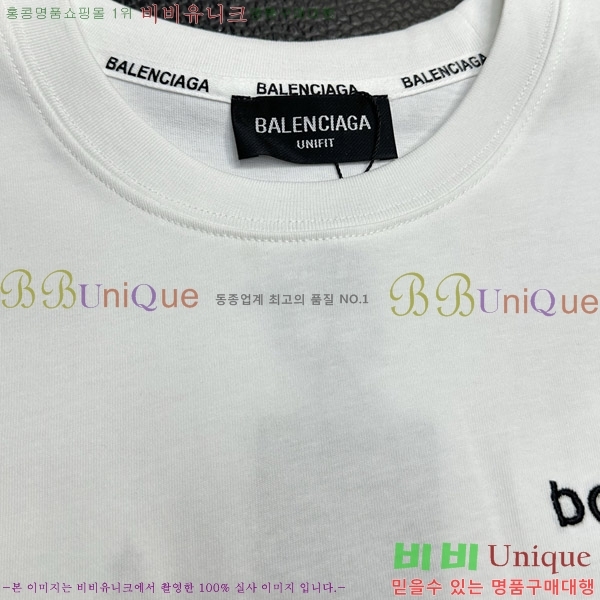 홍콩명품쇼핑몰 1위 비비유니크
BALENCIAGA BALENCIAGA BALENCIAGA
BALENCIAGA
UNIFIT
BBUniQue 동종업계 최고의 품질 NO.1 BBUniQue
비비 Unique
-본 이미지는 비비유니크에서 촬영한 100% 실사 이미지 입니다.-
믿을수 있는 명품구매대행